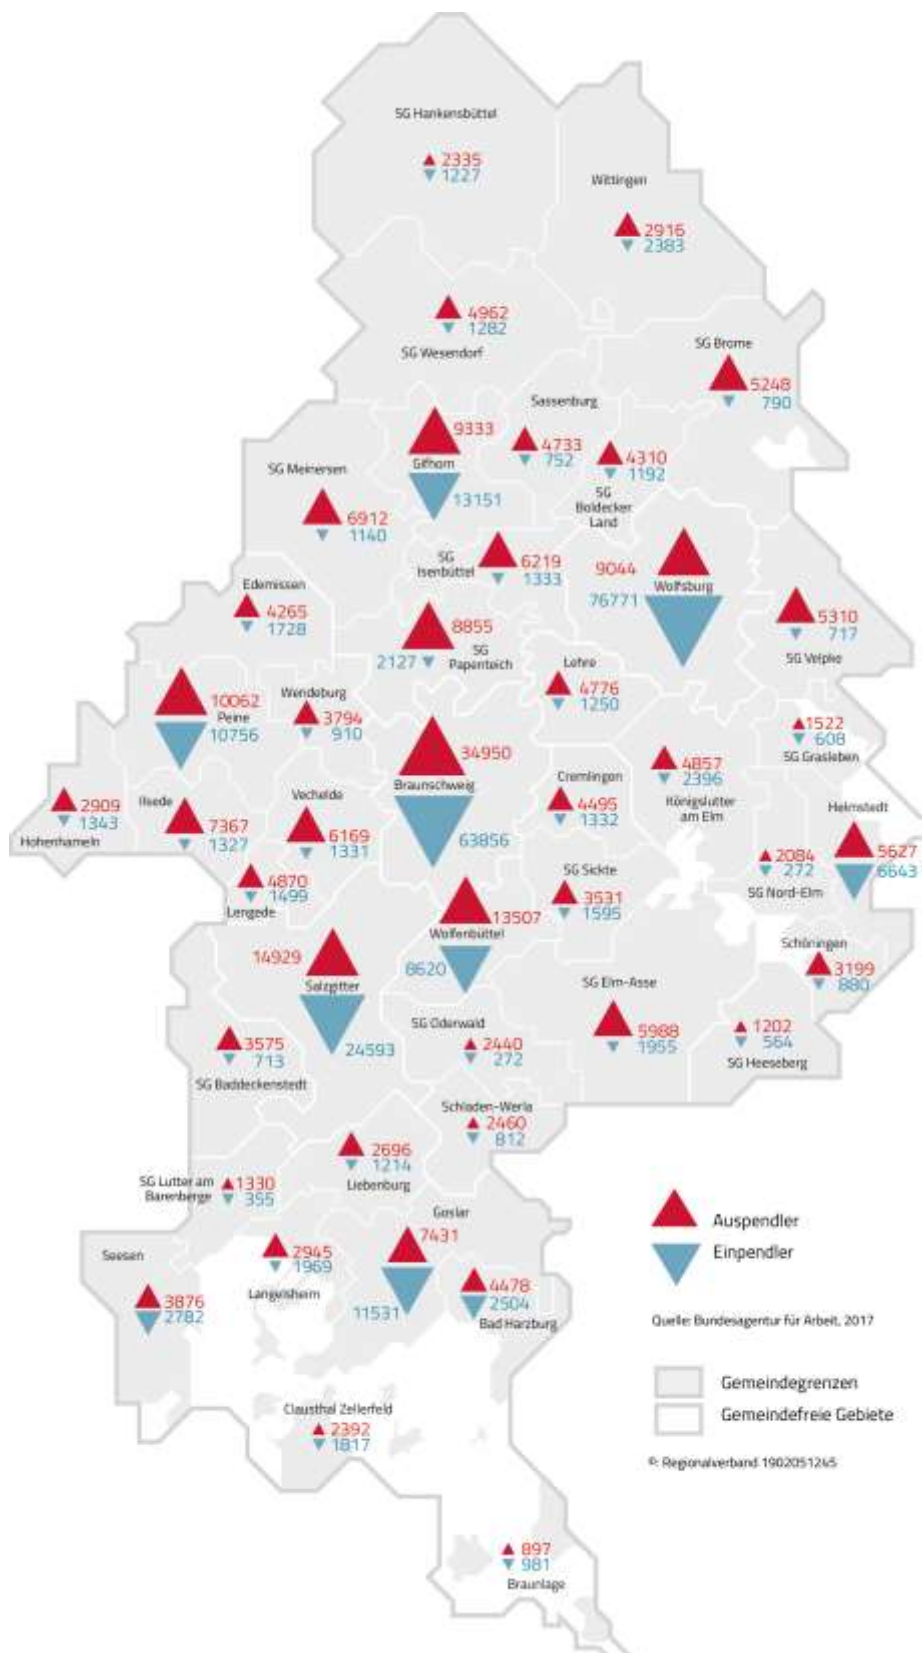 SG Hankensbüttel
2335
1227
Wittingen
2916
2383
4962
1282
SG Wesendorf
SG Brome
5248
790
Sassenburg
4733
752
9333
Gifhorn
13151
4310
1192
SG
Boldecker
Land
SG Meinersen
6912
1140
SG
Isenbüttel
6219
1333
9044
Wolfsburg
76771
Edemissen
4265
1728
8855
2127
SG
Papenteich
5310
717
SG Velpke
Lehre
4776
1250
10062
Peine
10756
Wendeburg
3794
910
34950
Braunschweig
63856
1522
608
SG Grasleben
Cremlingen
4495
1332
4857
2396
Königslutter
am Elm
Helmstedt
5627
6643
2909
1343
Hohenhameln
Ilsede
7367
1327
Vechelde
6169
1331
2084
272
SG Nord-Elm
4870
1499
Lengede
SG Sickte
3531
1595
13507
Wolfenbüttel
8620
14929
Salzgitter
24593
Schöningen
3199
880
SG Elm-Asse
5988
1955
SG Oderwald
2440
272
1202
564
SG Heeseberg
3575
713
SG Baddeckenstedt
Schladen-Werla
2460
812
2696
1214
Liebenburg
SG Lutter am
Barenberge
1330
355
Goslar
7431
11531
Seesen
3876
2782
2945
1969
Langelsheim
4478
2504
Bad Harzburg
Clausthal Zellerfeld
2392
1817
897
981
Braunlage
Auspendler
Einpendler
Quelle: Bundesagentur für Arbeit, 2017
Gemeindegrenzen
Gemeindefreie Gebiete
©: Regionalverband 1902051245